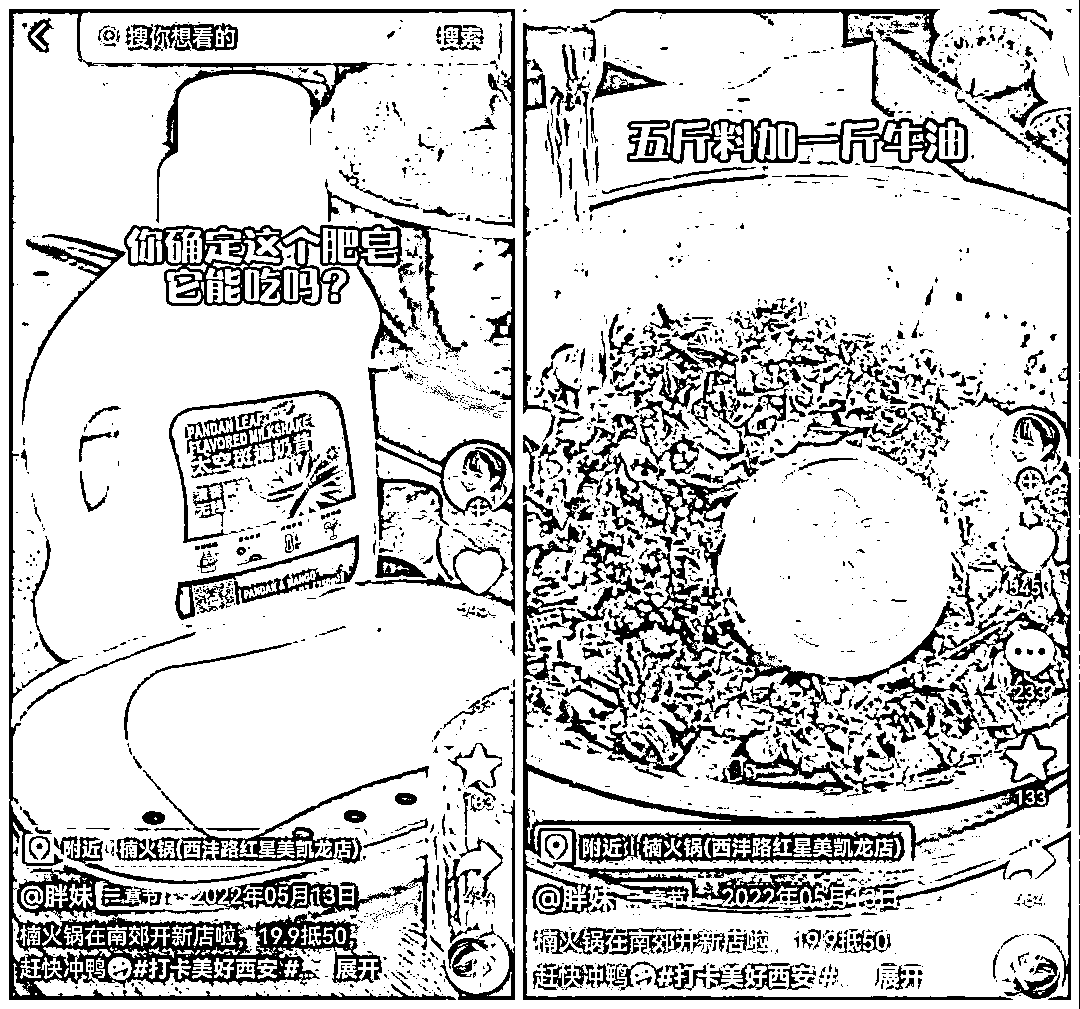 搜你想看的
搜索
你确定这个肥皂
它能吃吗？
PANDAN LEAF
FLAVORED MILKSHAKE
太空斑斓奶昔
附近
楠火锅(西沣路红星美凯龙店)
@胖妹
2022年05月13日
楠火锅在南郊开新店啦，19.9抵50，
赶快冲鸭#打卡美好西安#... 展开
五斤料加一斤牛油
545
233
133
484
附近
楠火锅(西沣路红星美凯龙店)
@胖妹
楠火锅在南郊开新店啦，19.9抵50，
赶快冲鸭#打卡美好西安#... 展开